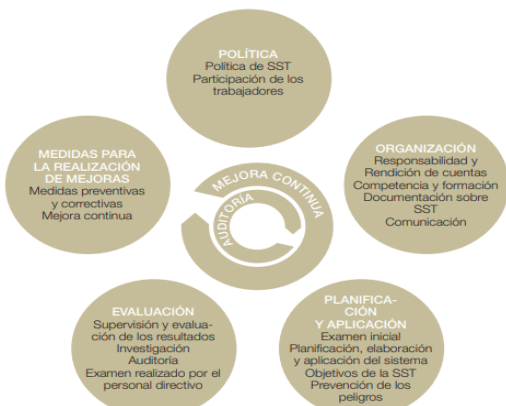 POLÍTICA
Política de SST
Participación de los
trabajadores
MEDIDAS PARA
LA REALIZACIÓN
DE MEJORAS
Medidas preventivas
y correctivas
Mejora continua
ORGANIZACIÓN
Responsabilidad y
Rendición de cuentas
Competencia y formación
Documentación sobre
SST
Comunicación
MEJORA CONTINUA
AUDITORÍA
EVALUACIÓN
Supervisión y evalua-
ción de los resultados
Investigación
Auditoría
Examen realizado por el
personal directivo
PLANIFICA-
CIÓN
Y APLICACIÓN
Examen inicial
Planificación, elaboración
y aplicación del sistema
Objetivos de la SST
Prevención de los
peligros